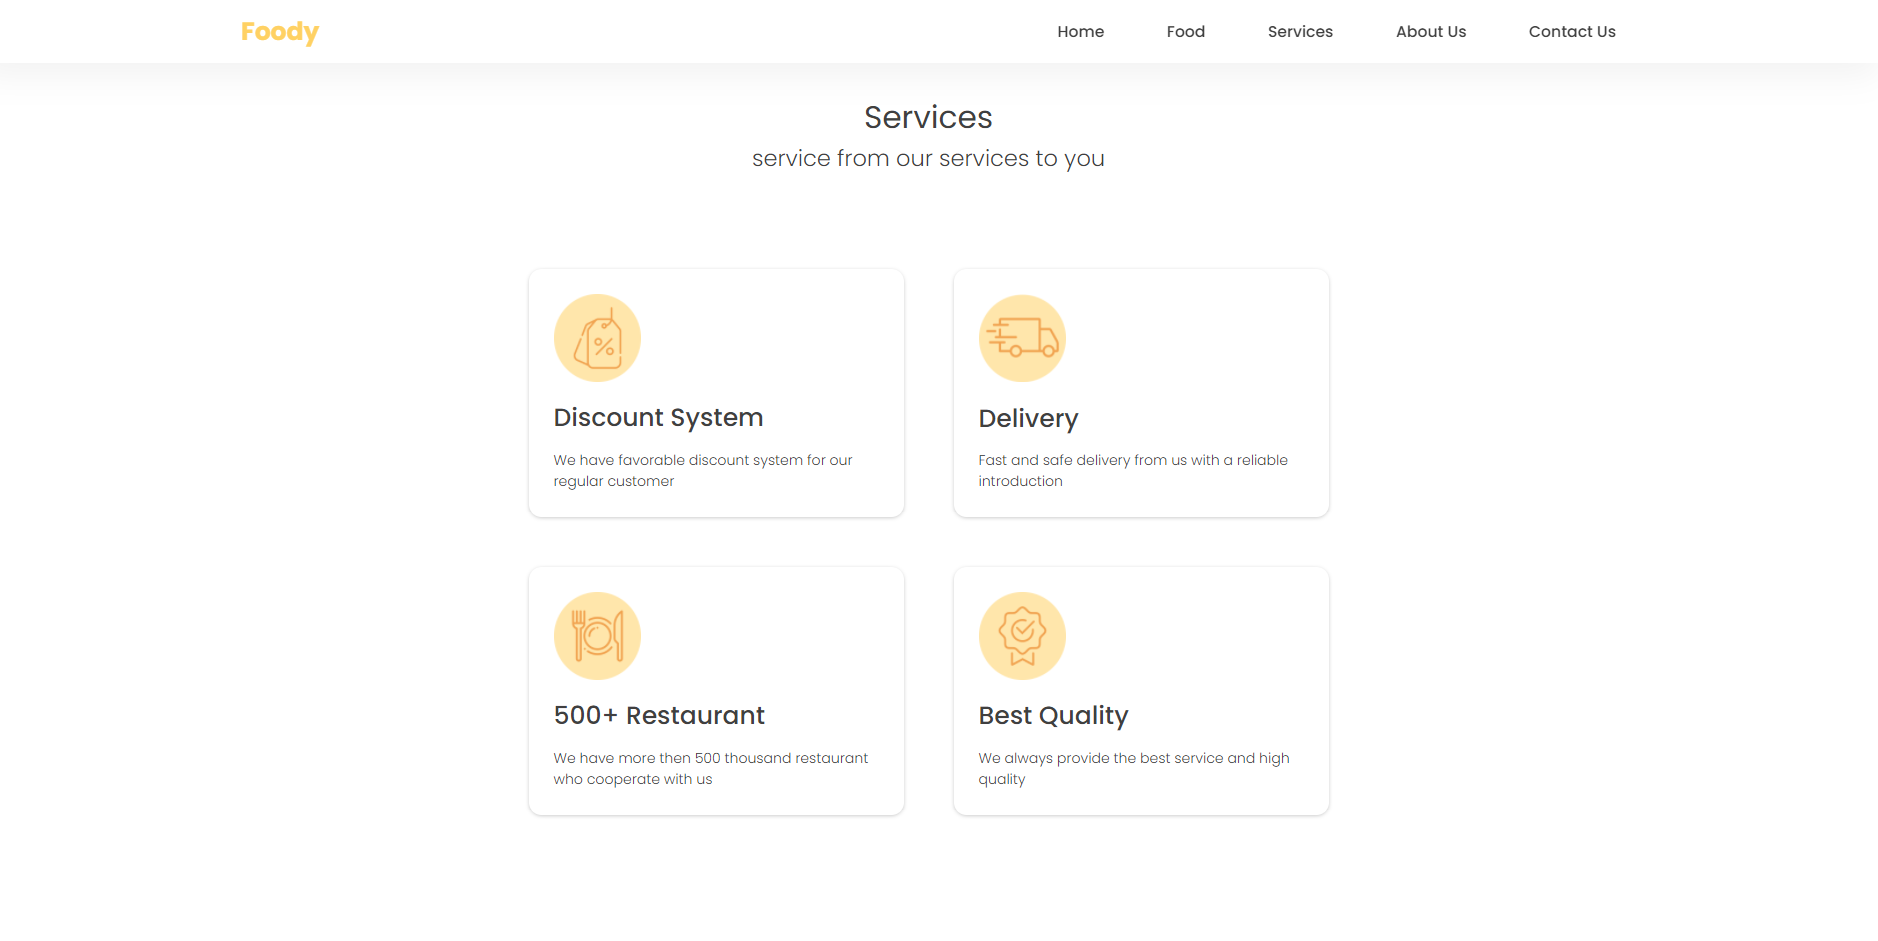 Foody
Home
Food
Services
About Us
Contact Us
Services
service from our services to you
Discount System
We have favorable discount system for our
regular customer
Delivery
Fast and safe delivery from us with a reliable
introduction
500+ Restaurant
We have more then 500 thousand restaurant
who cooperate with us
Best Quality
We always provide the best service and high
quality